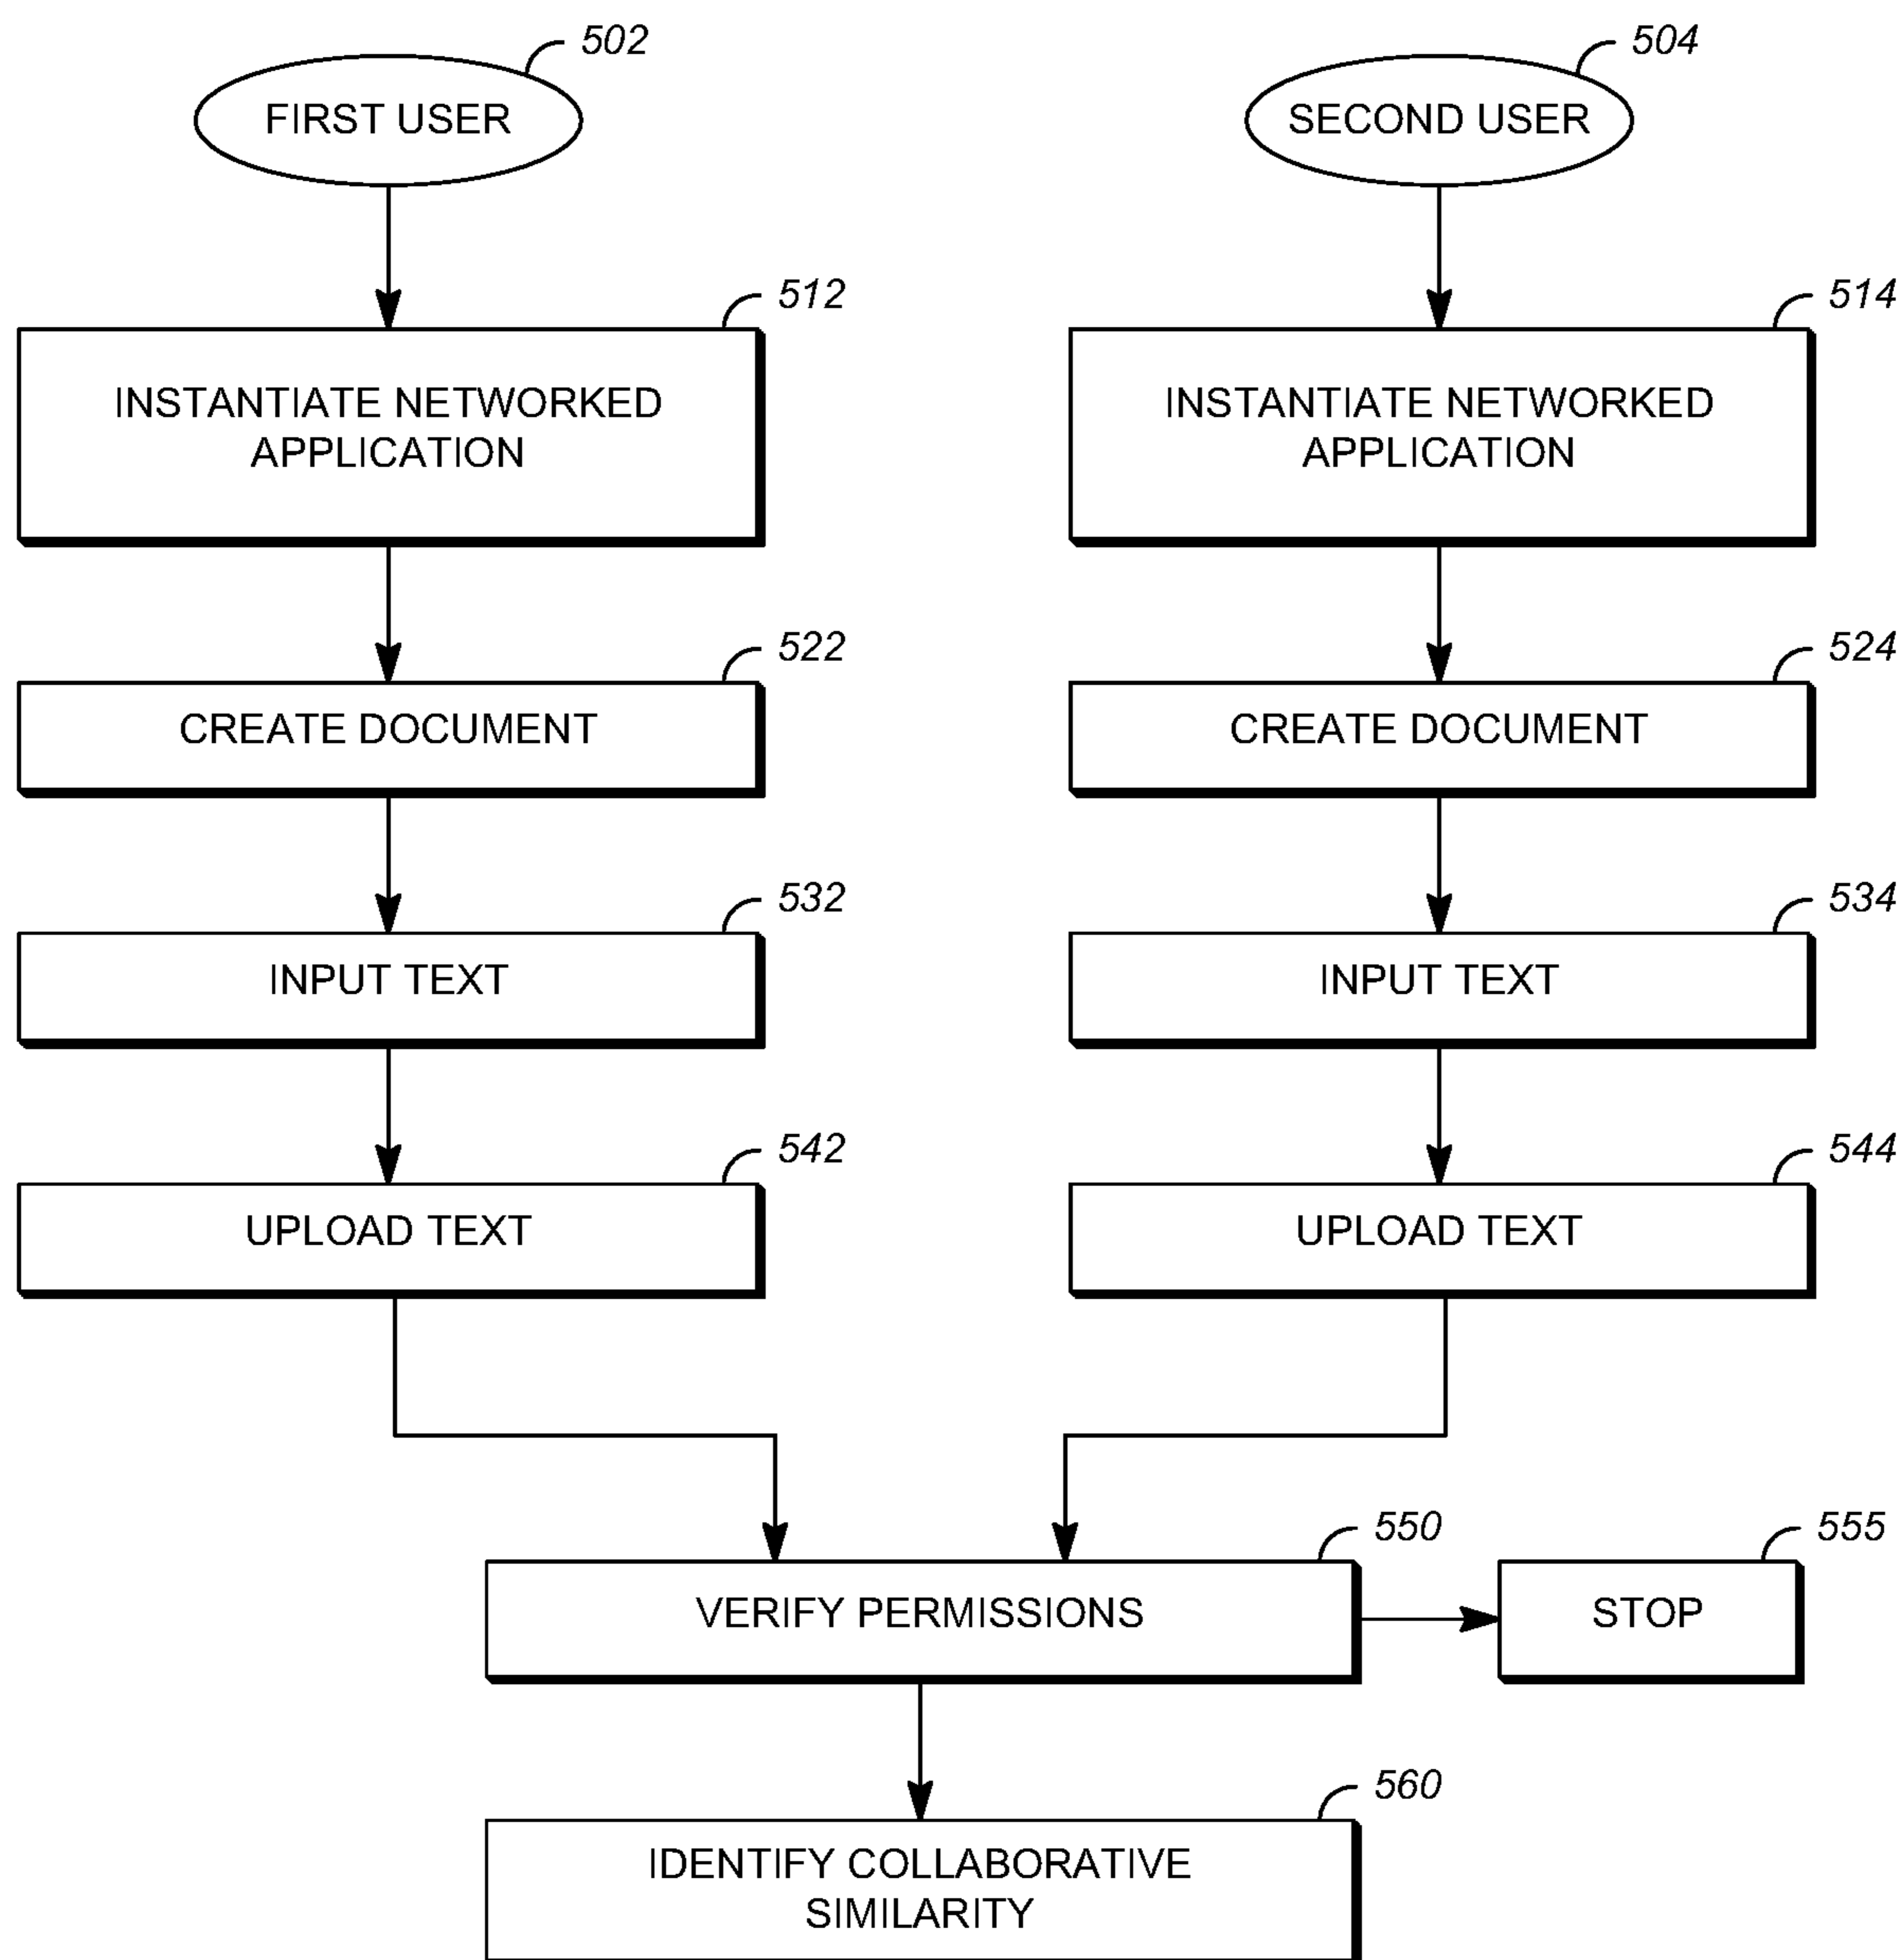 502
504
FIRST USER
SECOND USER
512
514
INSTANTIATE NETWORKED
APPLICATION
INSTANTIATE NETWORKED
APPLICATION
522
524
CREATE DOCUMENT
CREATE DOCUMENT
532
534
INPUT TEXT
INPUT TEXT
542
544
UPLOAD TEXT
UPLOAD TEXT
550
555
VERIFY PERMISSIONS
STOP
560
IDENTIFY COLLABORATIVE
SIMILARITY